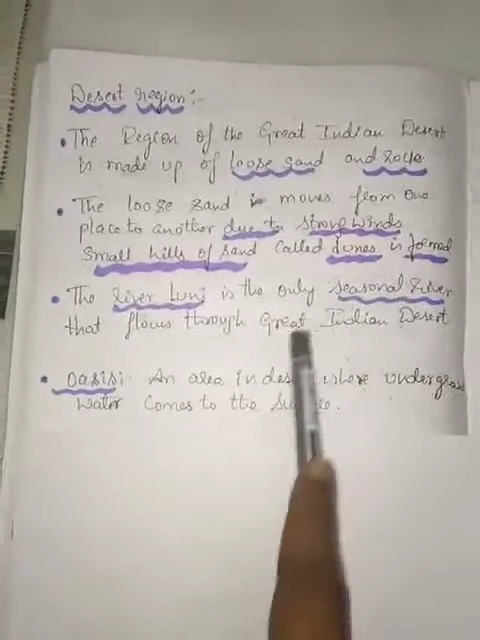 Desert region:-
• The Region of the Great Indian Desert
is made up of loose sand and rocks.
• The loose sand is moves from one
place to another due to strong winds
Small hills of sand called dunes is formed
• The river Luni is the only seasonal river
that flows through Great Indian Desert
• Oasis: An area in where
water comes to the